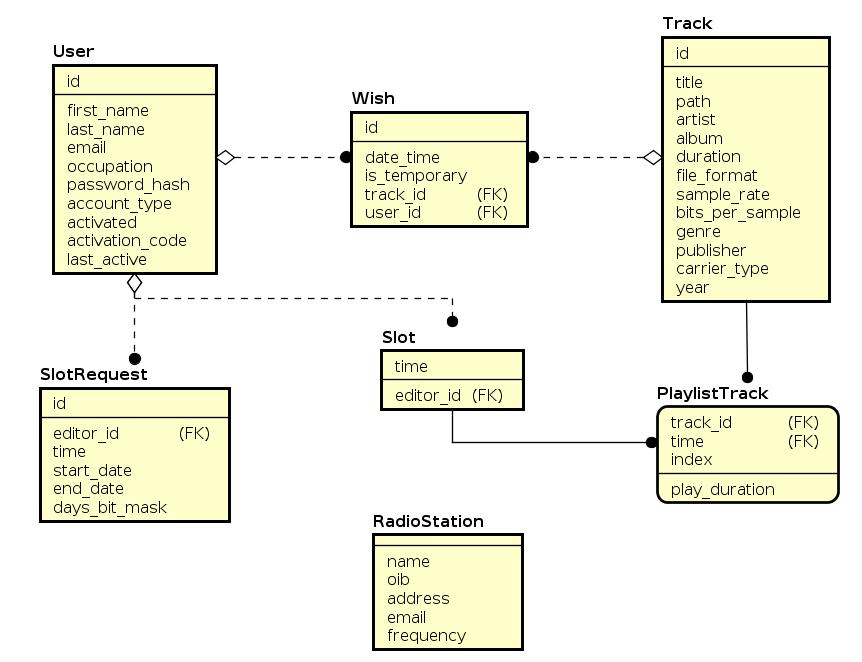 User
id
first_name
last_name
email
occupation
password_hash
account_type
activated
activation_code
last_active
Wish
id
date_time
is_temporary
track_id (FK)
user_id (FK)
Track
id
title
path
artist
album
duration
file_format
sample_rate
bits_per_sample
genre
publisher
carrier_type
year
SlotRequest
id
editor_id (FK)
time
start_date
end_date
days_bit_mask
Slot
time
editor_id (FK)
PlaylistTrack
track_id (FK)
time (FK)
index
play_duration
RadioStation
name
oib
address
email
frequency